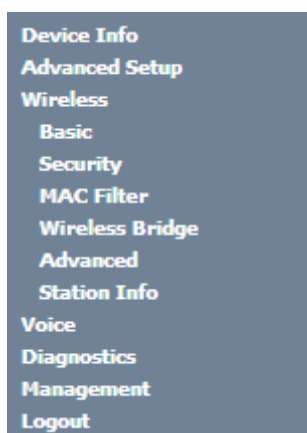 Device Info
Advanced Setup
Wireless
Basic
Security
MAC Filter
Wireless Bridge
Advanced
Station Info
Voice
Diagnostics
Management
Logout